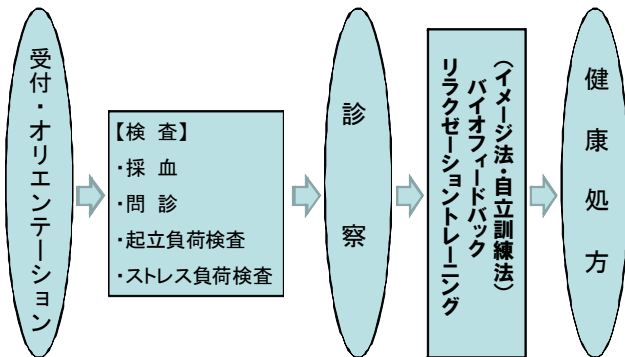 受付・オリエンテーション
【検 査】
・採 血
・問 診
・起立負荷検査
・ストレス負荷検査
診察
リラクゼーショントレーニング
バイオフィードバック
（イメージ法・自立訓練法）
健康処方